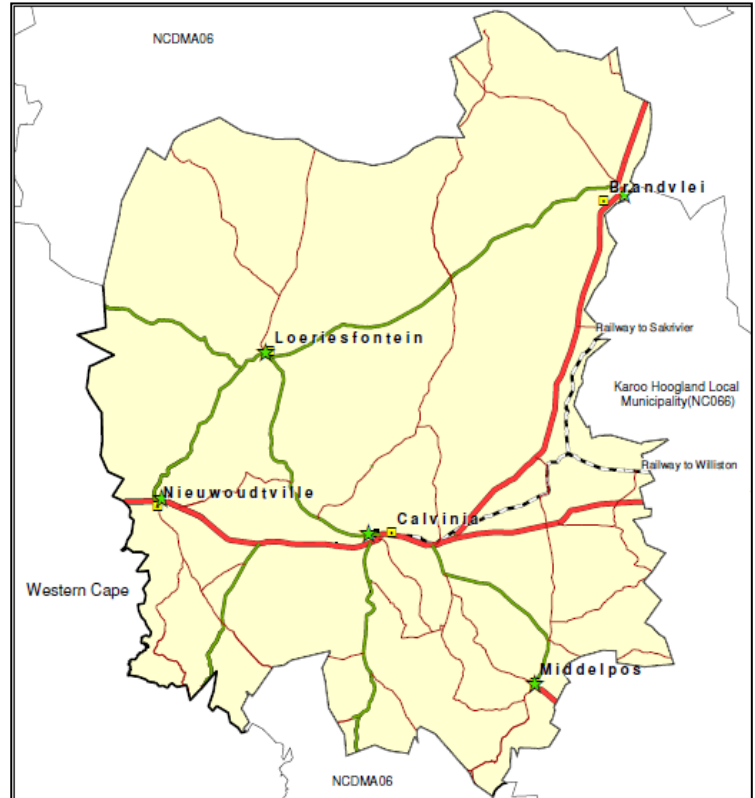 NCDMA06
Brandvlei
Railway to Sakrivier
Loeriesfontein
Karoo Hoogland Local
Municipality(NC066)
Railway to Williston
Nieuwoudtville
Calvinia
Western Cape
Middelpos
NCDMA06